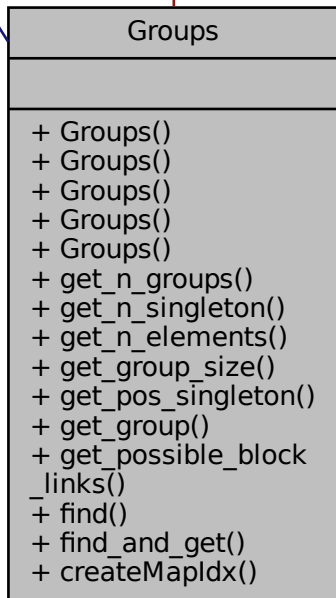 Groups
+ Groups()
+ Groups()
+ Groups()
+ Groups()
+ Groups()
+ get_n_groups()
+ get_n_singleton()
+ get_n_elements()
+ get_group_size()
+ get_pos_singleton()
+ get_group()
+ get_possible_block
_links()
+ find()
+ find_and_get()
+ createMapIdx()